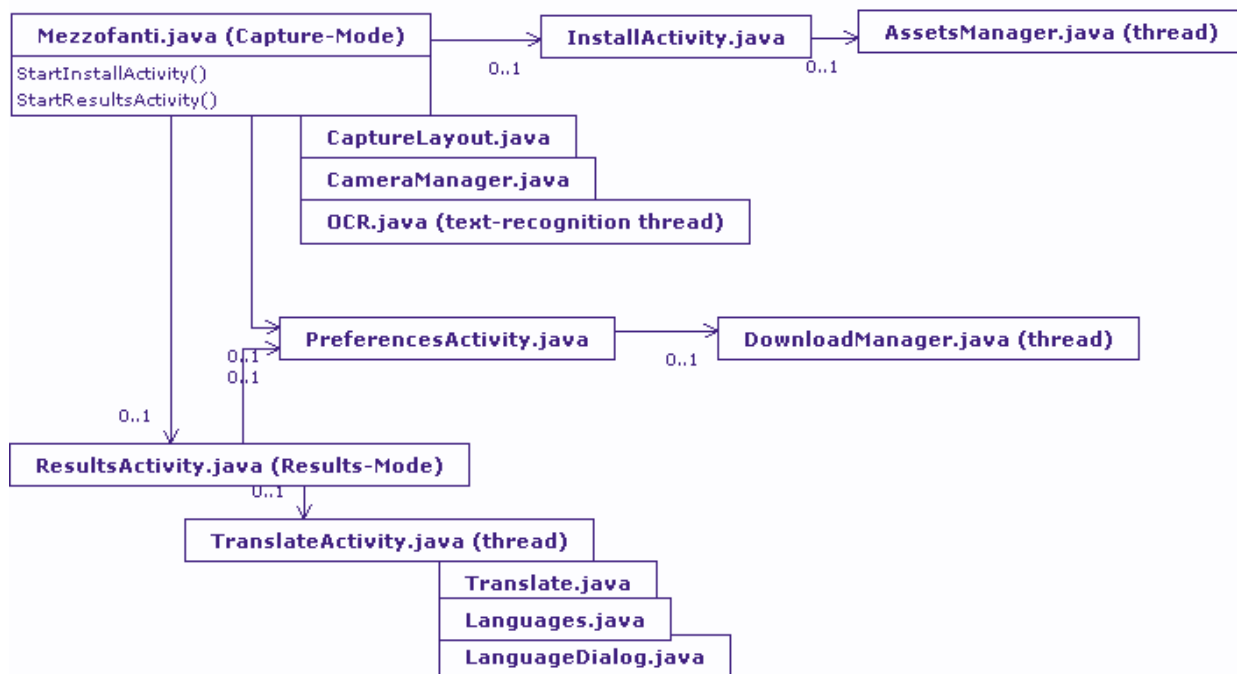 Mezzofanti.java (Capture-Mode)
StartInstallActivity()
StartResultsActivity()
0..1
InstallActivity.java
0..1
AssetsManager.java (thread)
CaptureLayout.java
CameraManager.java
OCR.java (text-recognition thread)
PreferencesActivity.java
0..1
0..1
0..1
DownloadManager.java (thread)
0..1
ResultsActivity.java (Results-Mode)
0..1
TranslateActivity.java (thread)
Translate.java
Languages.java
LanguageDialog.java